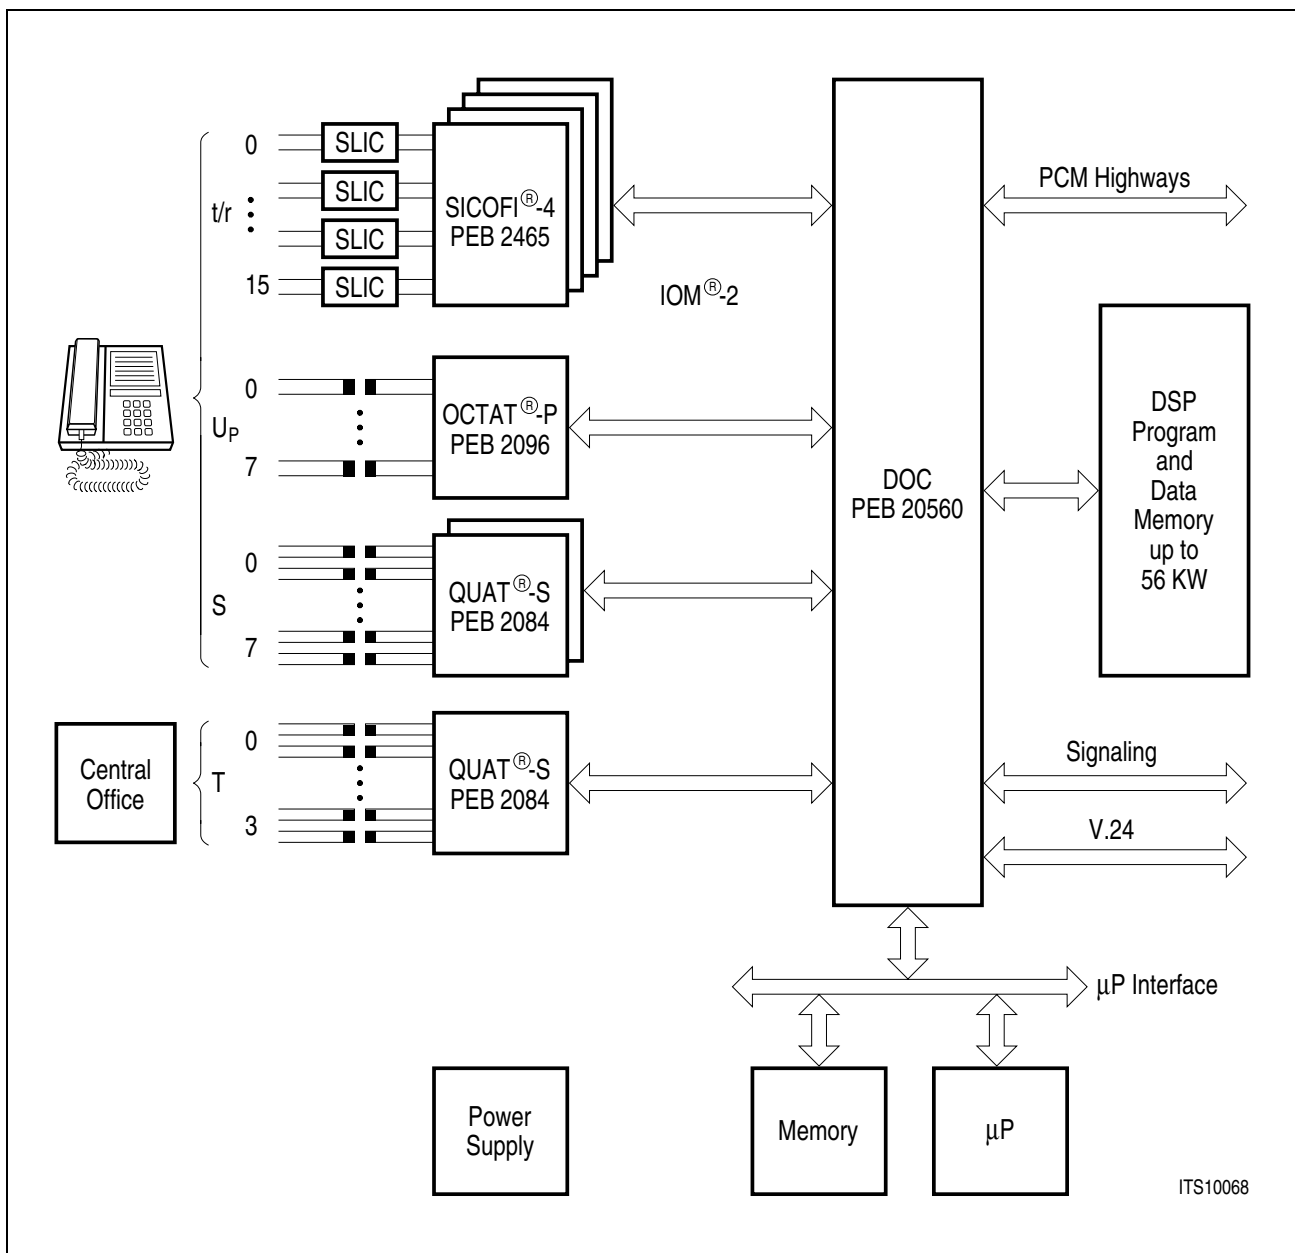 0
SLIC
SLIC
t/r
SLIC
15
SLIC
SICOFI®-4
PEB 2465
IOM®-2
PCM Highways
0
UP
7
OCTAT®-P
PEB 2096
DOC
PEB 20560
DSP
Program
and
Data
Memory
up to
56 KW
0
S
7
QUAT®-S
PEB 2084
Central
Office
0
T
3
QUAT®-S
PEB 2084
Signaling
V.24
µP Interface
Power
Supply
Memory
µP
ITS10068